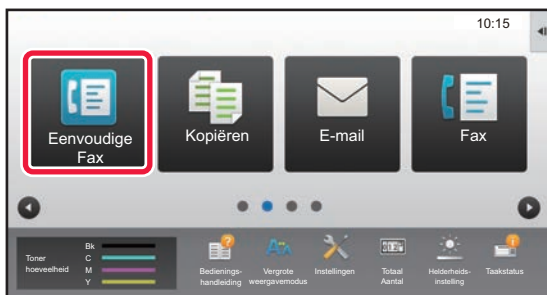 10:15
Eenvoudige
Fax
Kopiëren
E-mail
Fax
Toner
hoeveelheid
Bk
C
M
Y
Bedienings-
handleiding
Vergrote
weergavemodus
Instellingen
Totaal
Aantal
Helderheids-
instelling
Taakstatus